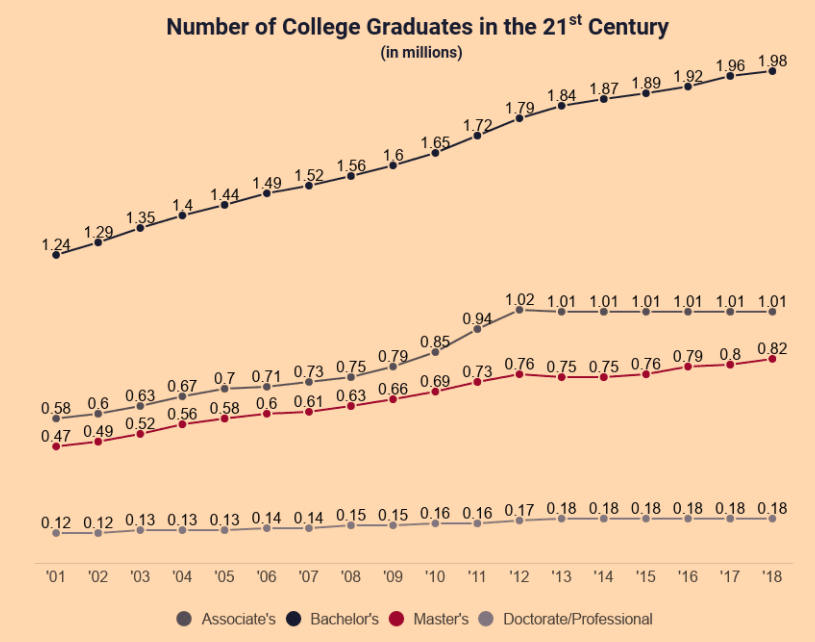 Number of College Graduates in the 21st Century
(in millions)
1.24 1.29 1.35 1.4 1.44 1.49 1.52 1.56 1.6 1.65 1.72 1.79 1.84 1.87 1.89 1.92 1.96 1.98
0.58 0.6 0.63 0.67 0.7 0.71 0.73 0.75 0.79 0.85 0.94 1.02 1.01 1.01 1.01 1.01 1.01 1.01
0.47 0.49 0.52 0.56 0.58 0.6 0.61 0.63 0.66 0.69 0.73 0.76 0.75 0.75 0.76 0.79 0.8 0.82
0.12 0.12 0.13 0.13 0.13 0.14 0.14 0.15 0.15 0.16 0.16 0.17 0.18 0.18 0.18 0.18 0.18 0.18
'01 '02 '03 '04 '05 '06 '07 '08 '09 '10 '11 '12 '13 '14 '15 '16 '17 '18
Associate's Bachelor's Master's Doctorate/Professional